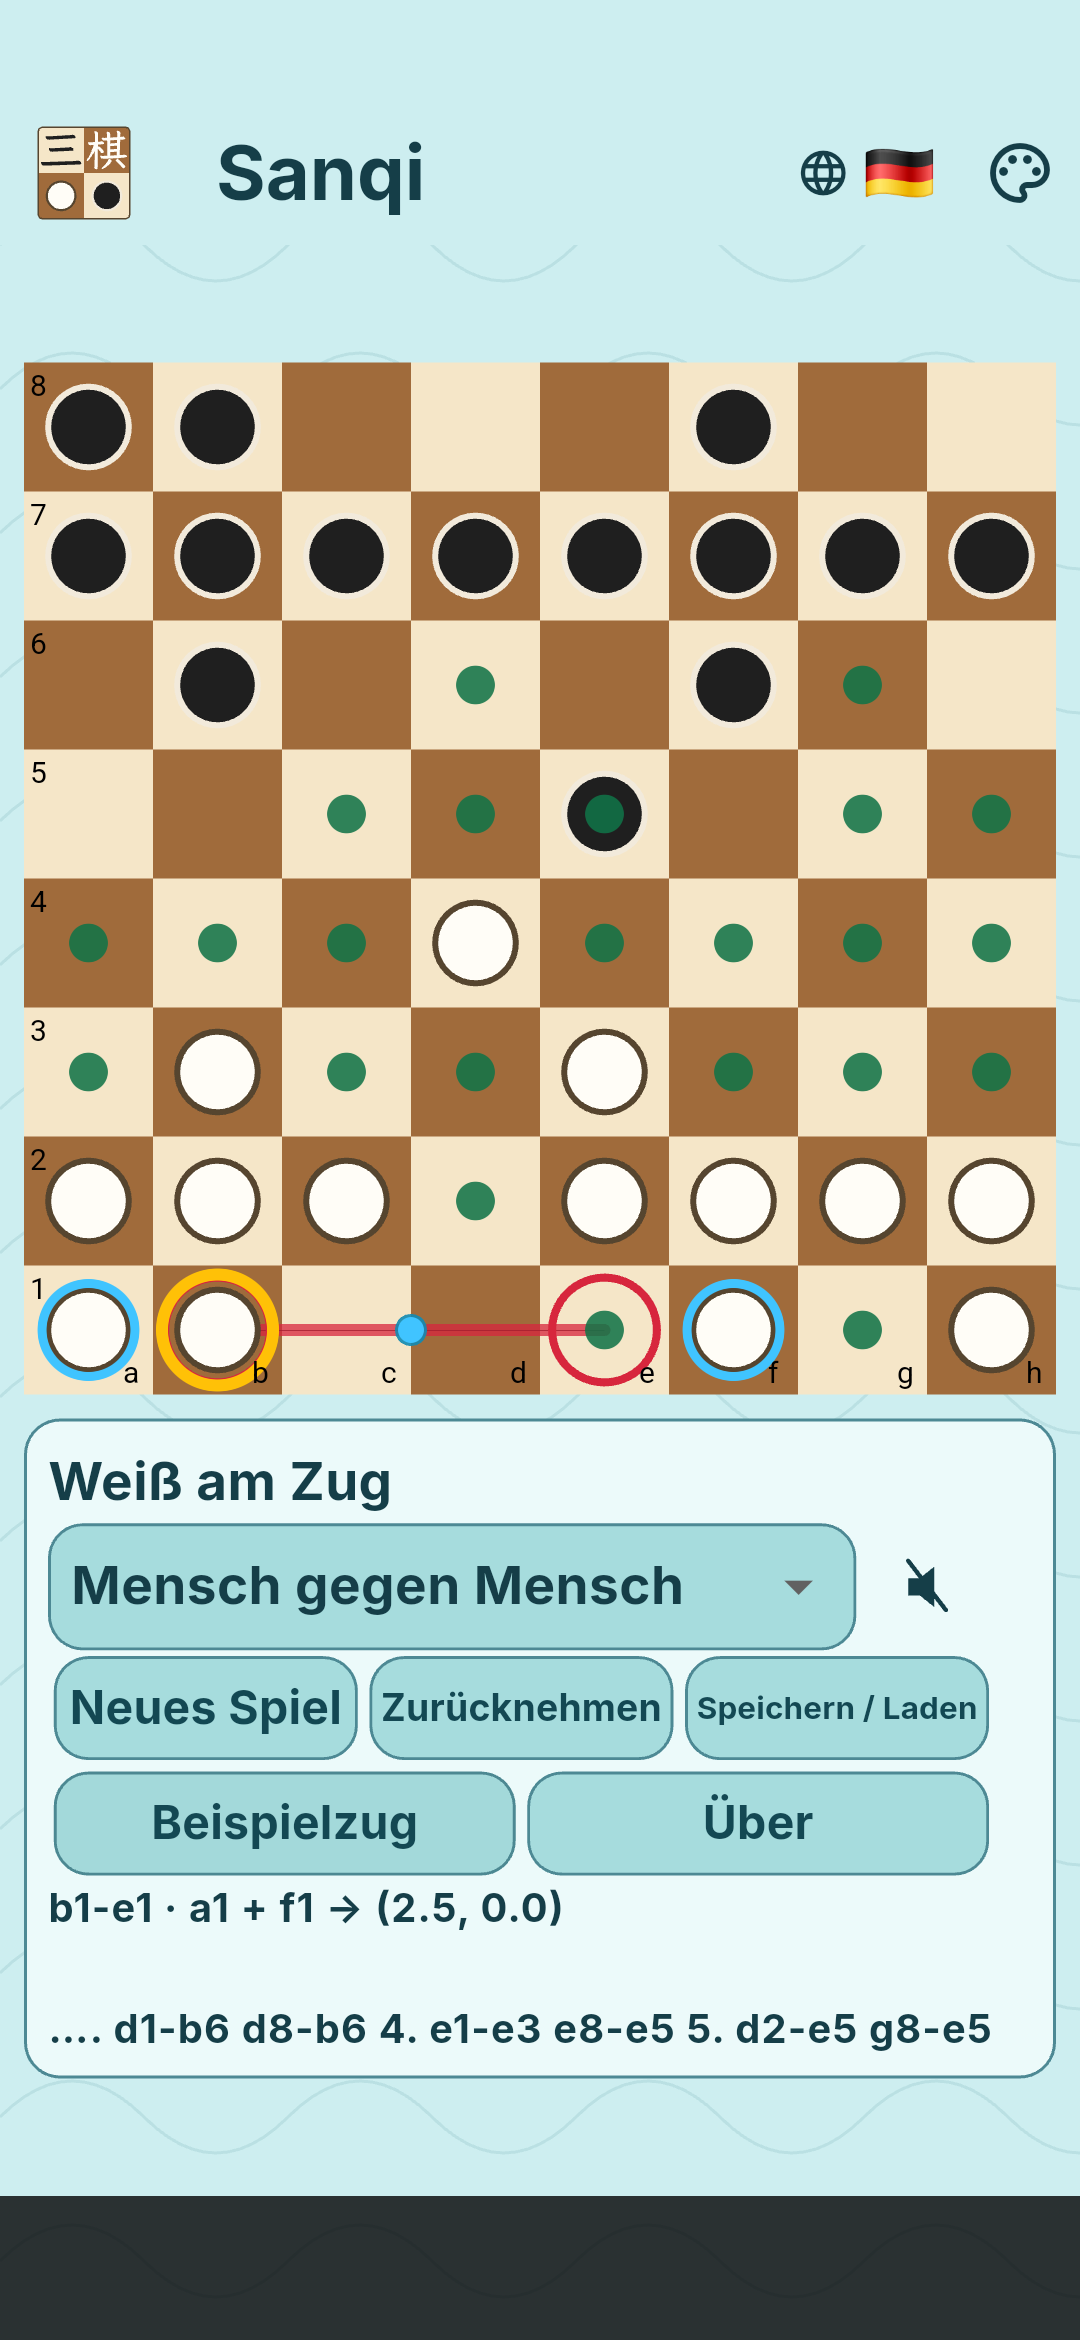 三棋
Sanqi
8
7
6
5
4
3
2
1
a b c d e f g h
Weiß am Zug
Mensch gegen Mensch
Neues Spiel Zurücknehmen Speichern / Laden
Beispielzug Über
b1-e1 · a1 + f1 → (2.5, 0.0)
.... d1-b6 d8-b6 4. e1-e3 e8-e5 5. d2-e5 g8-e5